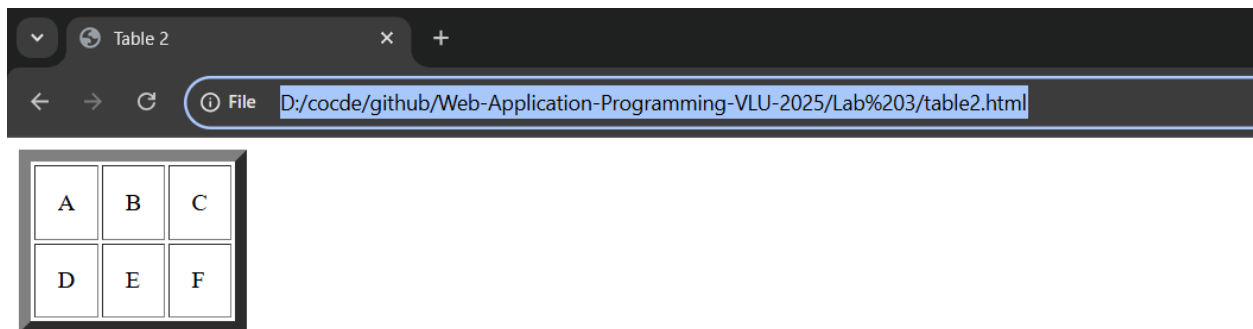 Table 2
File D:/cocde/github/Web-Application-Programming-VLU-2025/Lab%203/table2.html
A B C
D E F